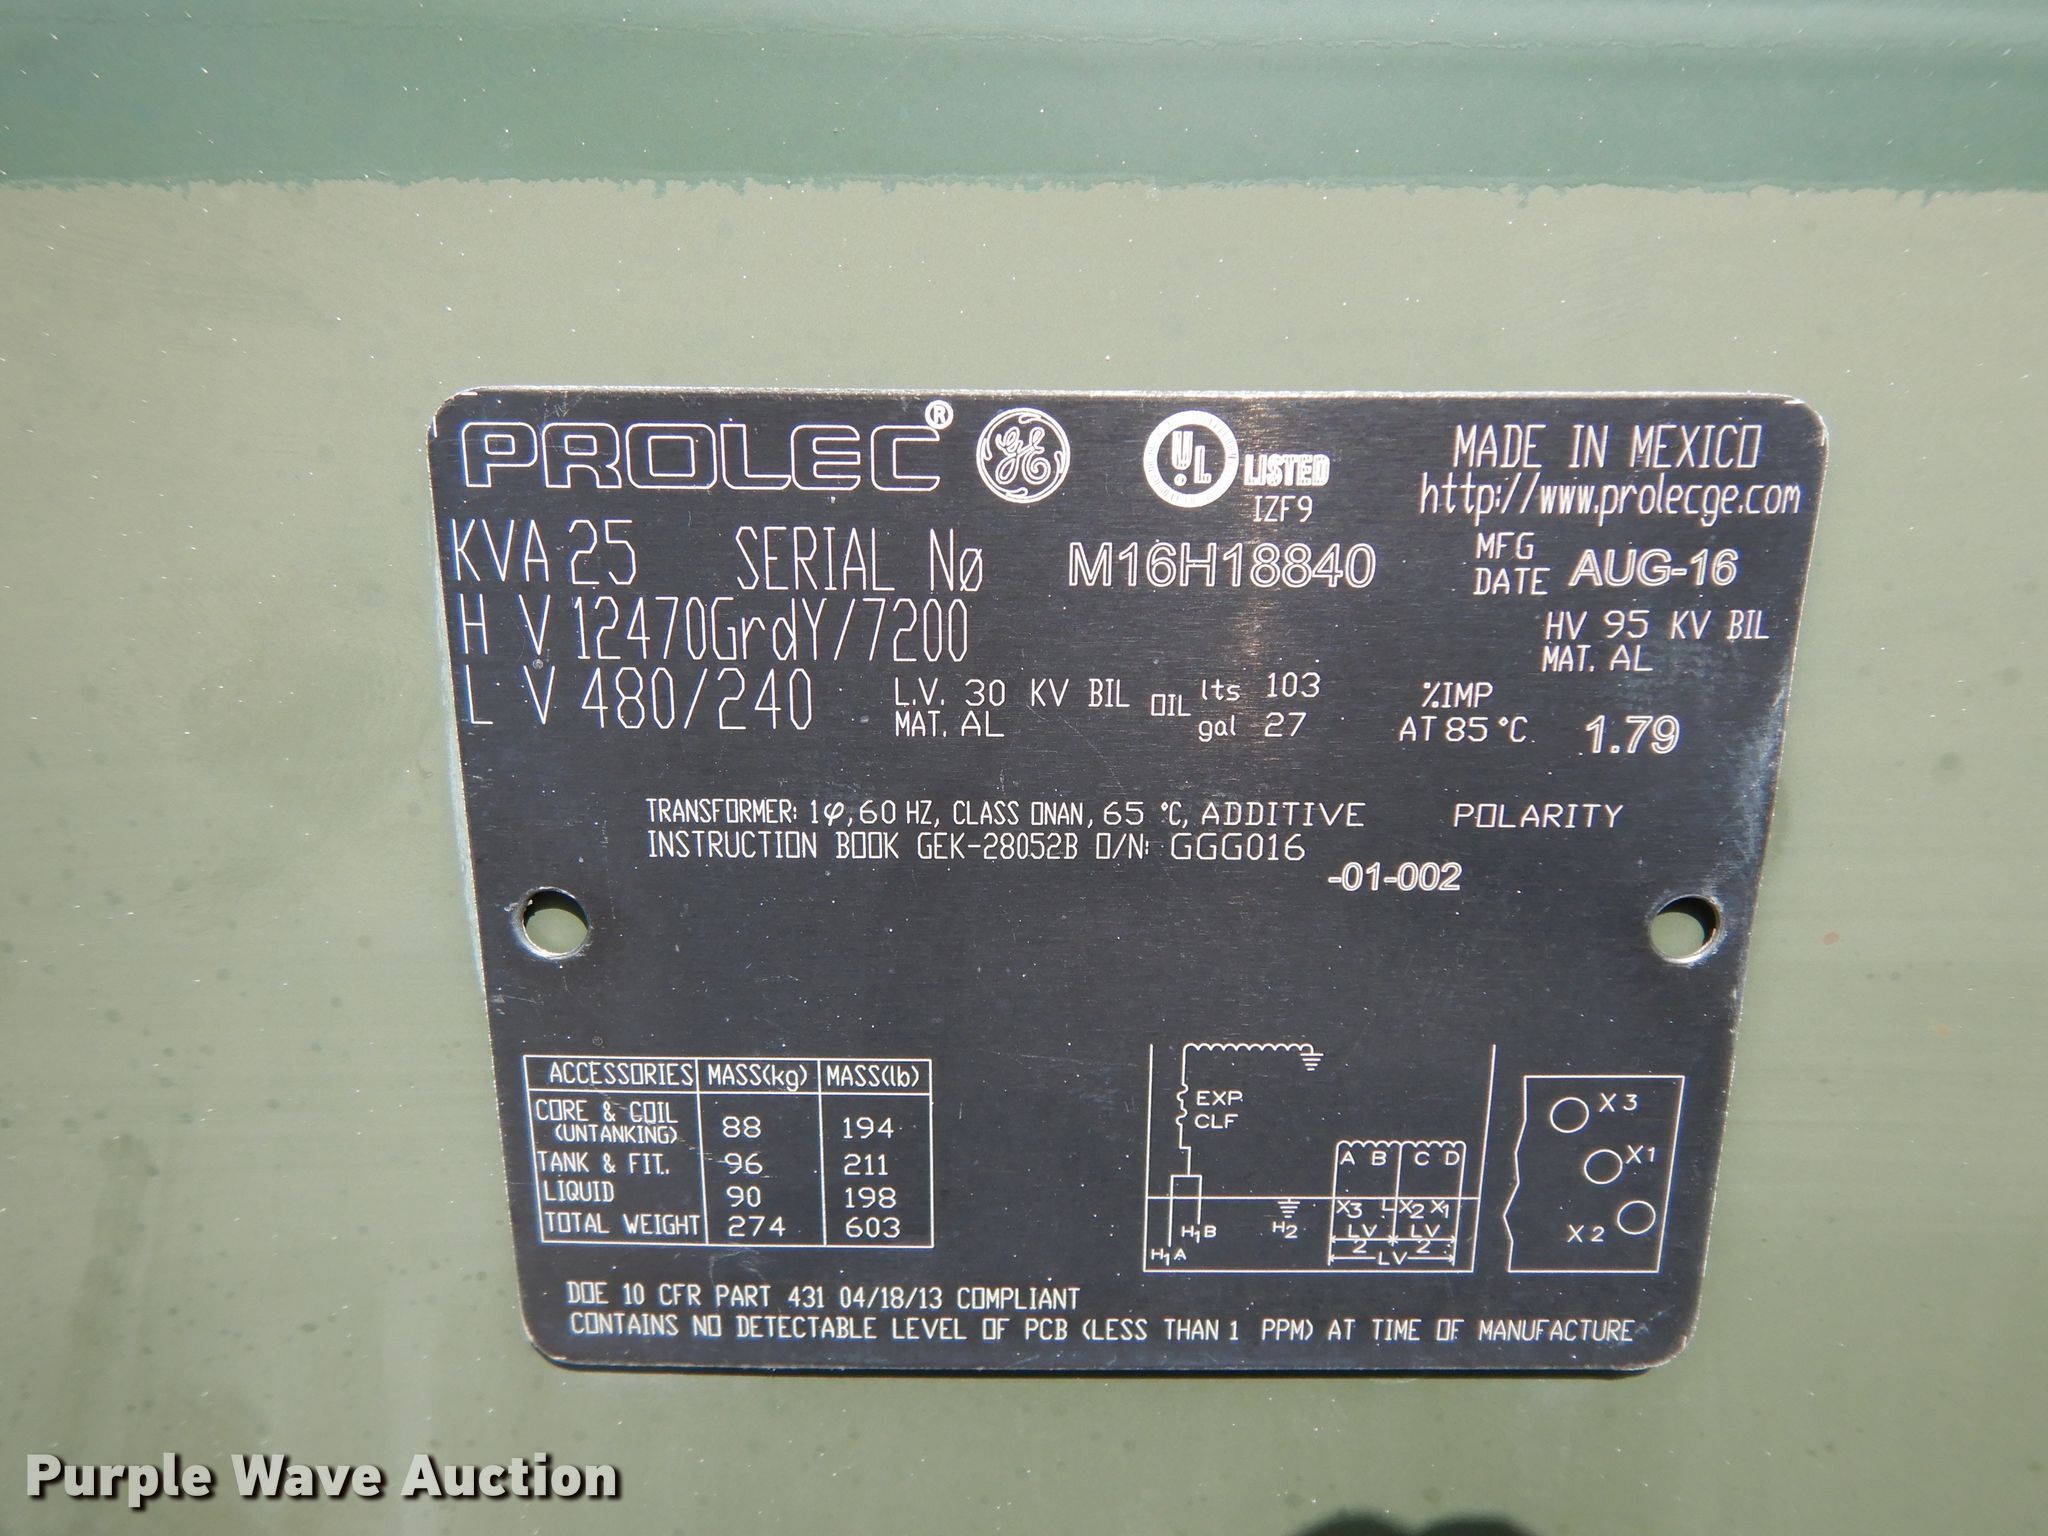 PROLEC® GE UL® LISTED MADE IN MEXICO
IZF9 http://www.prolecge.com
KVA 25 SERIAL Nø M16H18840 MFG DATE AUG-16
H V 12470GrdY/7200 HV 95 KV BIL
MAT. AL
L V 480/240 L.V. 30 KV BIL OIL lts 103 %IMP
MAT. AL gal 27 AT 85 °C 1.79
TRANSFORMER: 1φ, 60 HZ, CLASS ONAN, 65 °C, ADDITIVE POLARITY
INSTRUCTION BOOK GEK-28052B O/N: GGG016
-01-002
ACCESSORIES MASS(kg) MASS(lb)
CORE & COIL
(UNTANKING) 88 194
TANK & FIT. 96 211
LIQUID 90 198
TOTAL WEIGHT 274 603
EXP.
CLF
A B C D
X3 X2 X1
H1A H1B H2
LV LV
2 2
LV
X3
X1
X2
DOE 10 CFR PART 431 04/18/13 COMPLIANT
CONTAINS NO DETECTABLE LEVEL OF PCB (LESS THAN 1 PPM) AT TIME OF MANUFACTURE
Purple Wave Auction